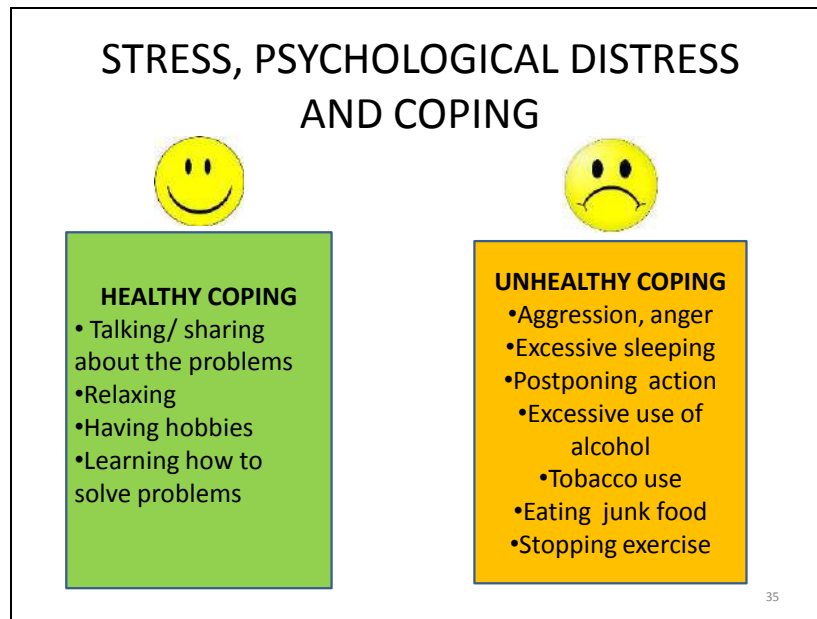 STRESS, PSYCHOLOGICAL DISTRESS
AND COPING
HEALTHY COPING
• Talking/ sharing
about the problems
•Relaxing
•Having hobbies
•Learning how to
solve problems
UNHEALTHY COPING
•Aggression, anger
•Excessive sleeping
•Postponing action
•Excessive use of
alcohol
•Tobacco use
•Eating junk food
•Stopping exercise
35